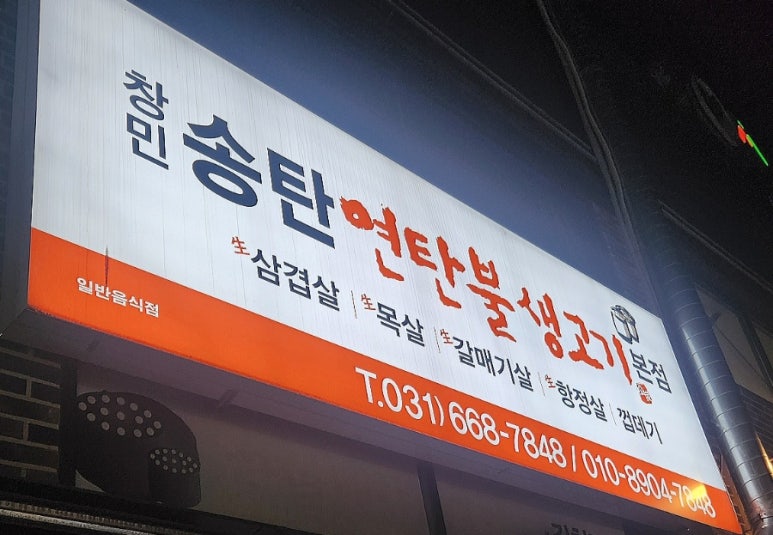 창민
송탄 연탄불생고기 본점
生삼겹살 | 生목살 | 生갈매기살 | 生항정살 | 껍데기
일반음식점
T.031) 668-7848 / 010-8904-7848